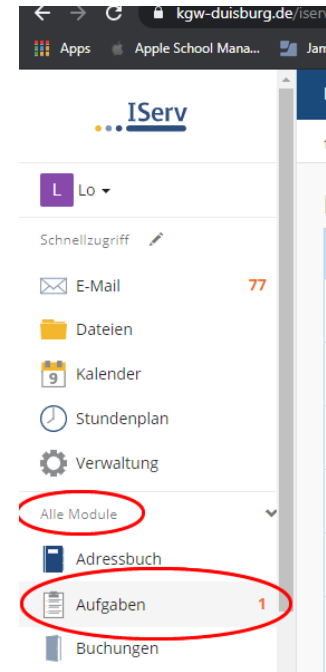 kgw-duisburg.de/iserv
Apps
Apple School Mana...
Jam
IServ
L
Lo
Schnellzugriff
E-Mail 77
Dateien
9 Kalender
Stundenplan
Verwaltung
Alle Module
Adressbuch
Aufgaben 1
Buchungen